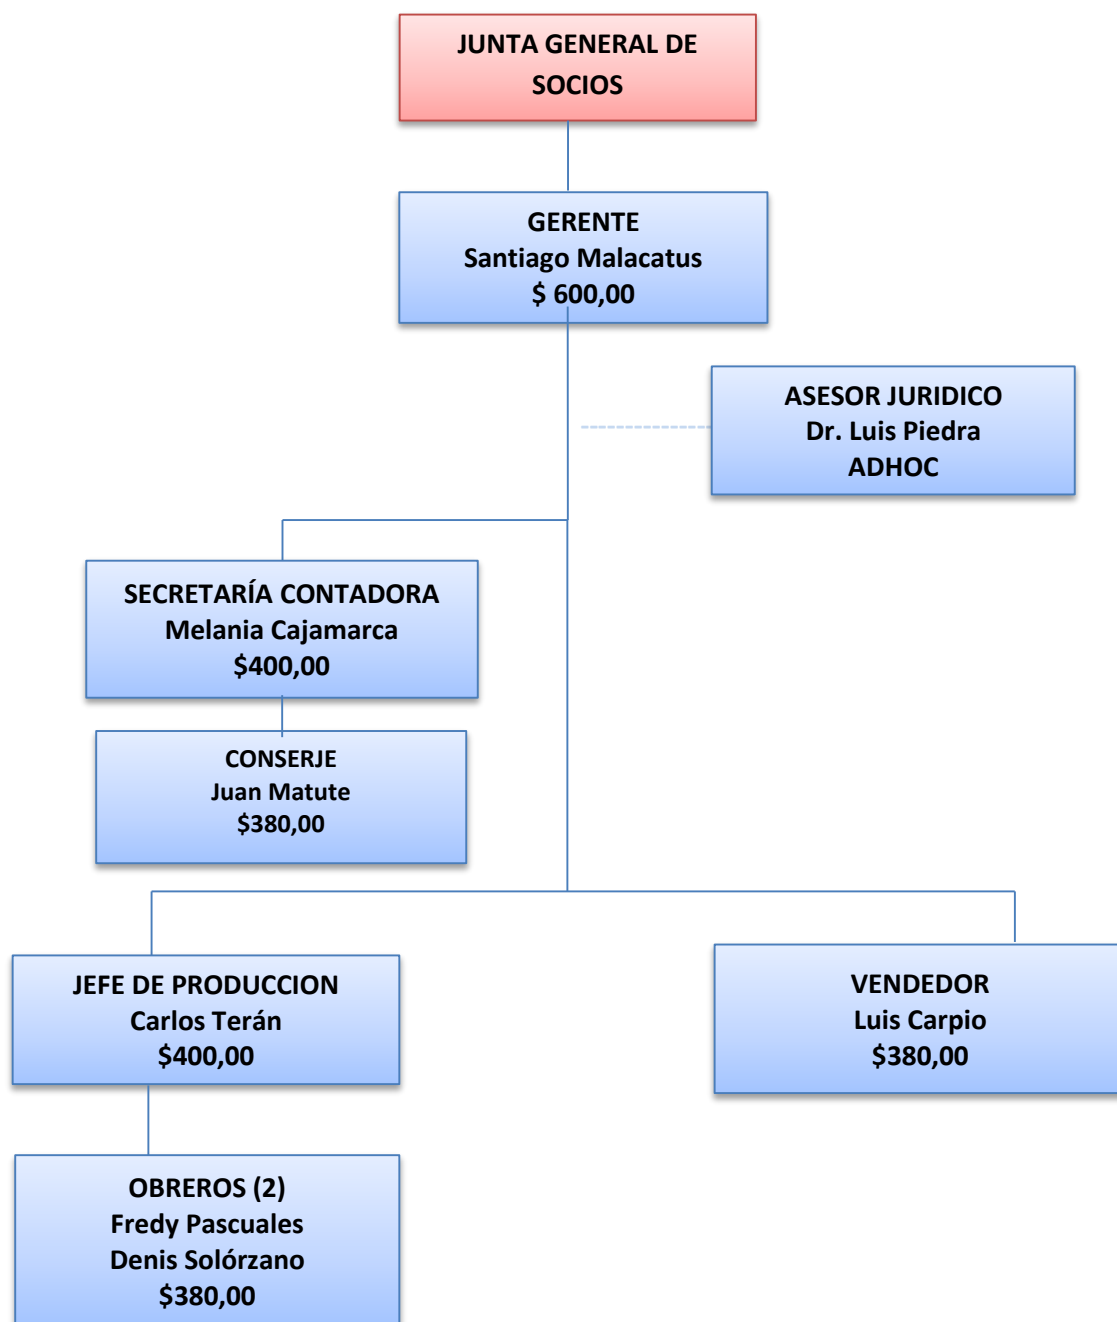 JUNTA GENERAL DE
SOCIOS
GERENTE
Santiago Malacatus
$ 600,00
ASESOR JURIDICO
Dr. Luis Piedra
ADHOC
SECRETARÍA CONTADORA
Melania Cajamarca
$400,00
CONSERJE
Juan Matute
$380,00
JEFE DE PRODUCCION
Carlos Terán
$400,00
VENDEDOR
Luis Carpio
$380,00
OBREROS (2)
Fredy Pascuales
Denis Solórzano
$380,00